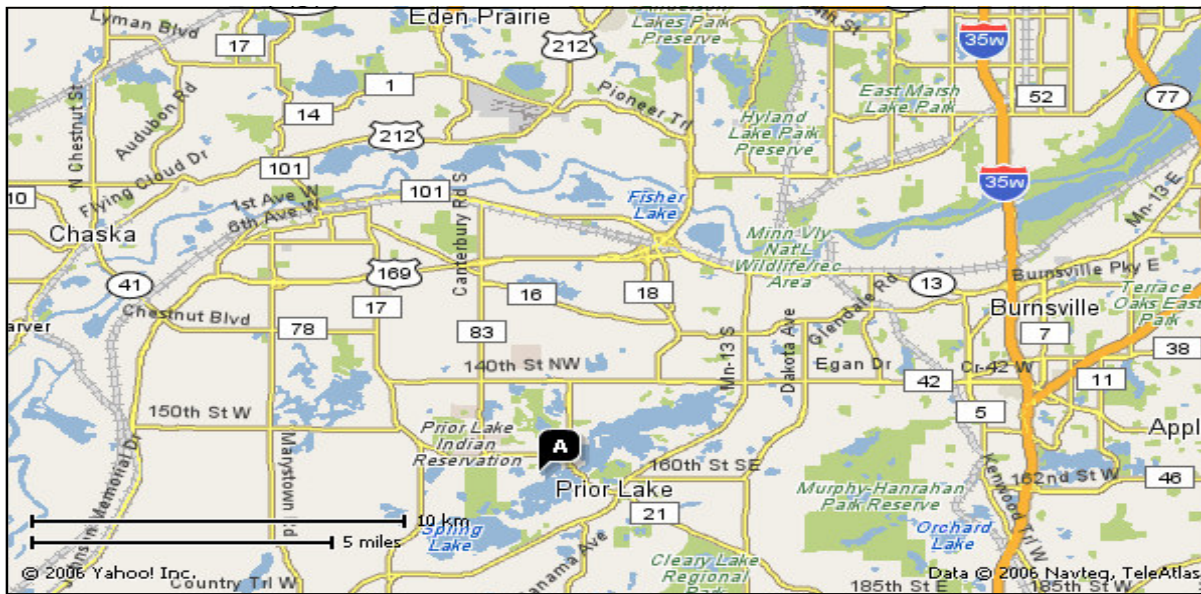 Lyman Blvd
17
Eden Prairie
212
Preserve
35W
52
77
1
N Chestnut St
Audubon Rd
14
Pioneer Trl
East Marsh
Lake Park
Hyland
Lake Park
Preserve
212
101
Flying Cloud Dr
10
1st Ave W
6th Ave W
101
Canterbury Rd S
Fisher
Lake
35W
Mn-13 E
Chaska
Minn Vly
Nat'L
Wildlife/rec
Area
169
41
16
18
13
Glendale Rd
Burnsville Pky E
Burnsville
Terrace
Oaks East
Park
17
Chestnut Blvd
78
83
Mn-13 S
Dakota Ave
7
38
140th St NW
Egan Dr
42
Cr-42 W
11
150th St W
5
Appl
Prior Lake
Indian
Reservation
A
Marystown Rd
160th St SE
Prior Lake
21
Murphy-Hanrahan
Park Reserve
Kenwood Trl W
162nd St W
46
Orchard
Lake
10 km
5 miles
Spring
Lake
Cleary Lake
Regional
Park
© 2006 Yahoo! Inc.
Country Trl W
185th St E
185th St W
Data © 2006 Navteq, TeleAtlas